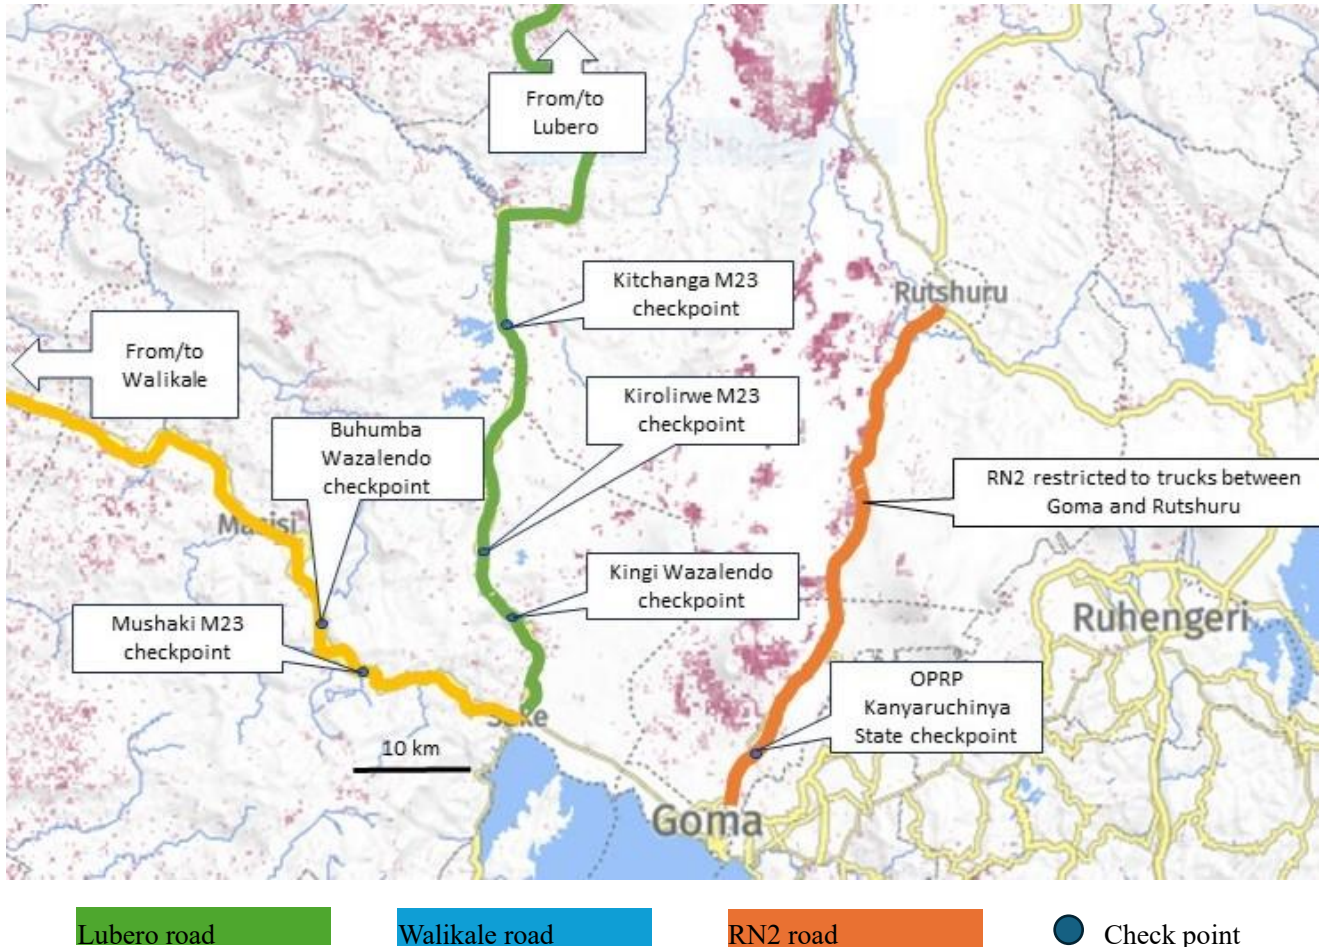 From/to
Lubero
Kitchanga M23
checkpoint
Rutshuru
From/to
Walikale
Kirolirwe M23
checkpoint
Buhumba
Wazalendo
checkpoint
RN2 restricted to trucks between
Goma and Rutshuru
Masisi
Kingi Wazalendo
checkpoint
Mushaki M23
checkpoint
Ruhengeri
OPRP
Kanyaruchinya
State checkpoint
Sake
10 km
Goma
Lubero road
Walikale road
RN2 road
Check point